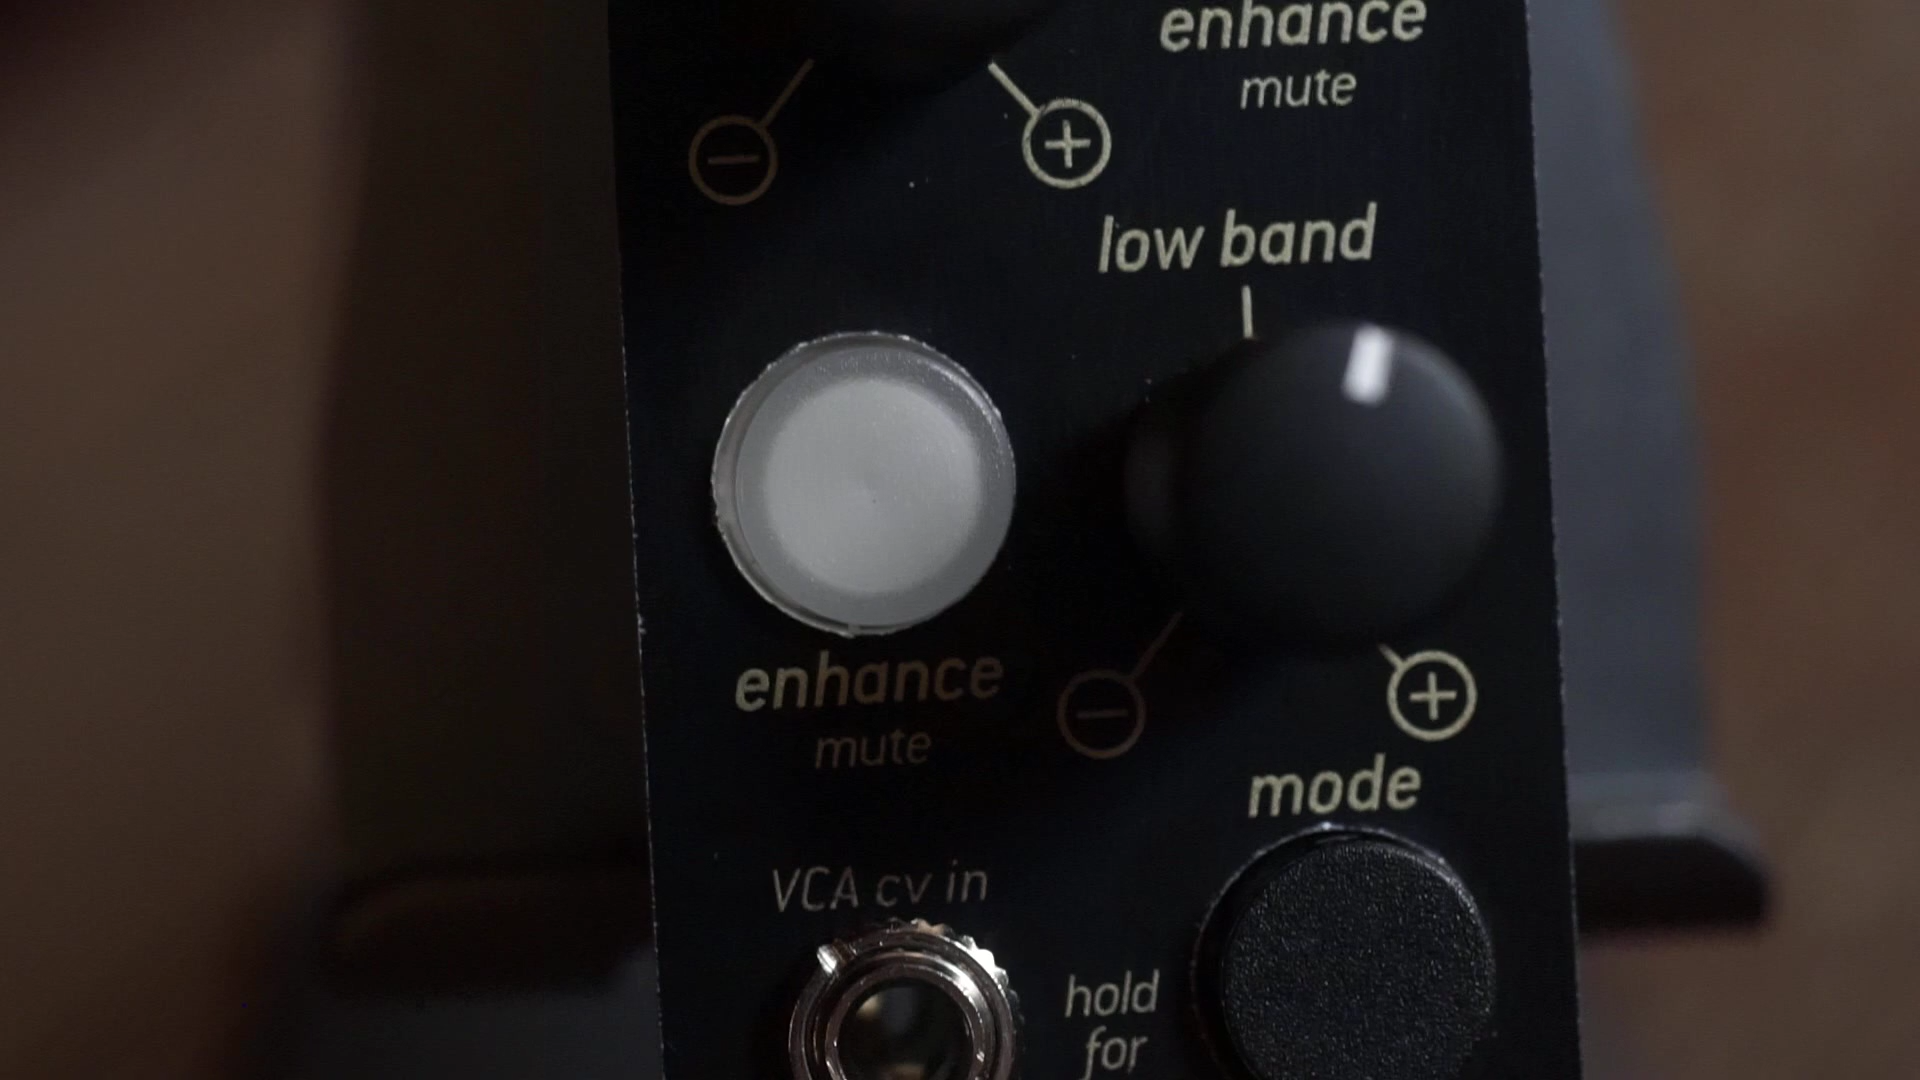 enhance
mute
low band
enhance
mute
mode
VCA cv in
hold
for